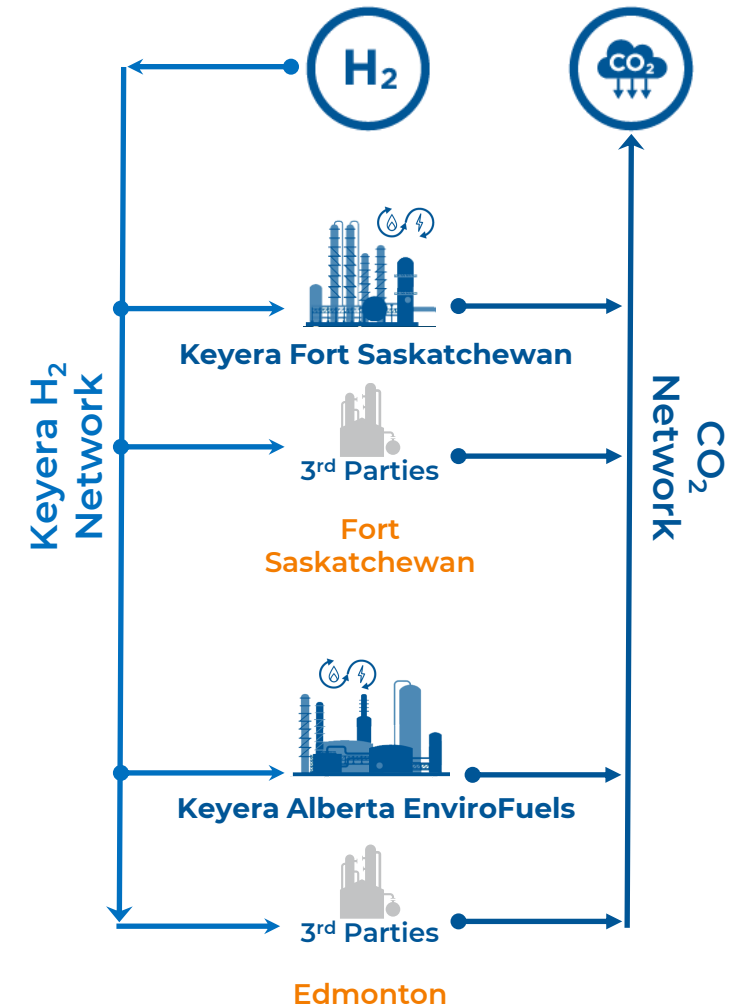 H₂
CO₂
Keyera Fort Saskatchewan
Keyera H₂
Network
3rd Parties
CO₂
Network
Fort
Saskatchewan
Keyera Alberta EnviroFuels
3rd Parties
Edmonton